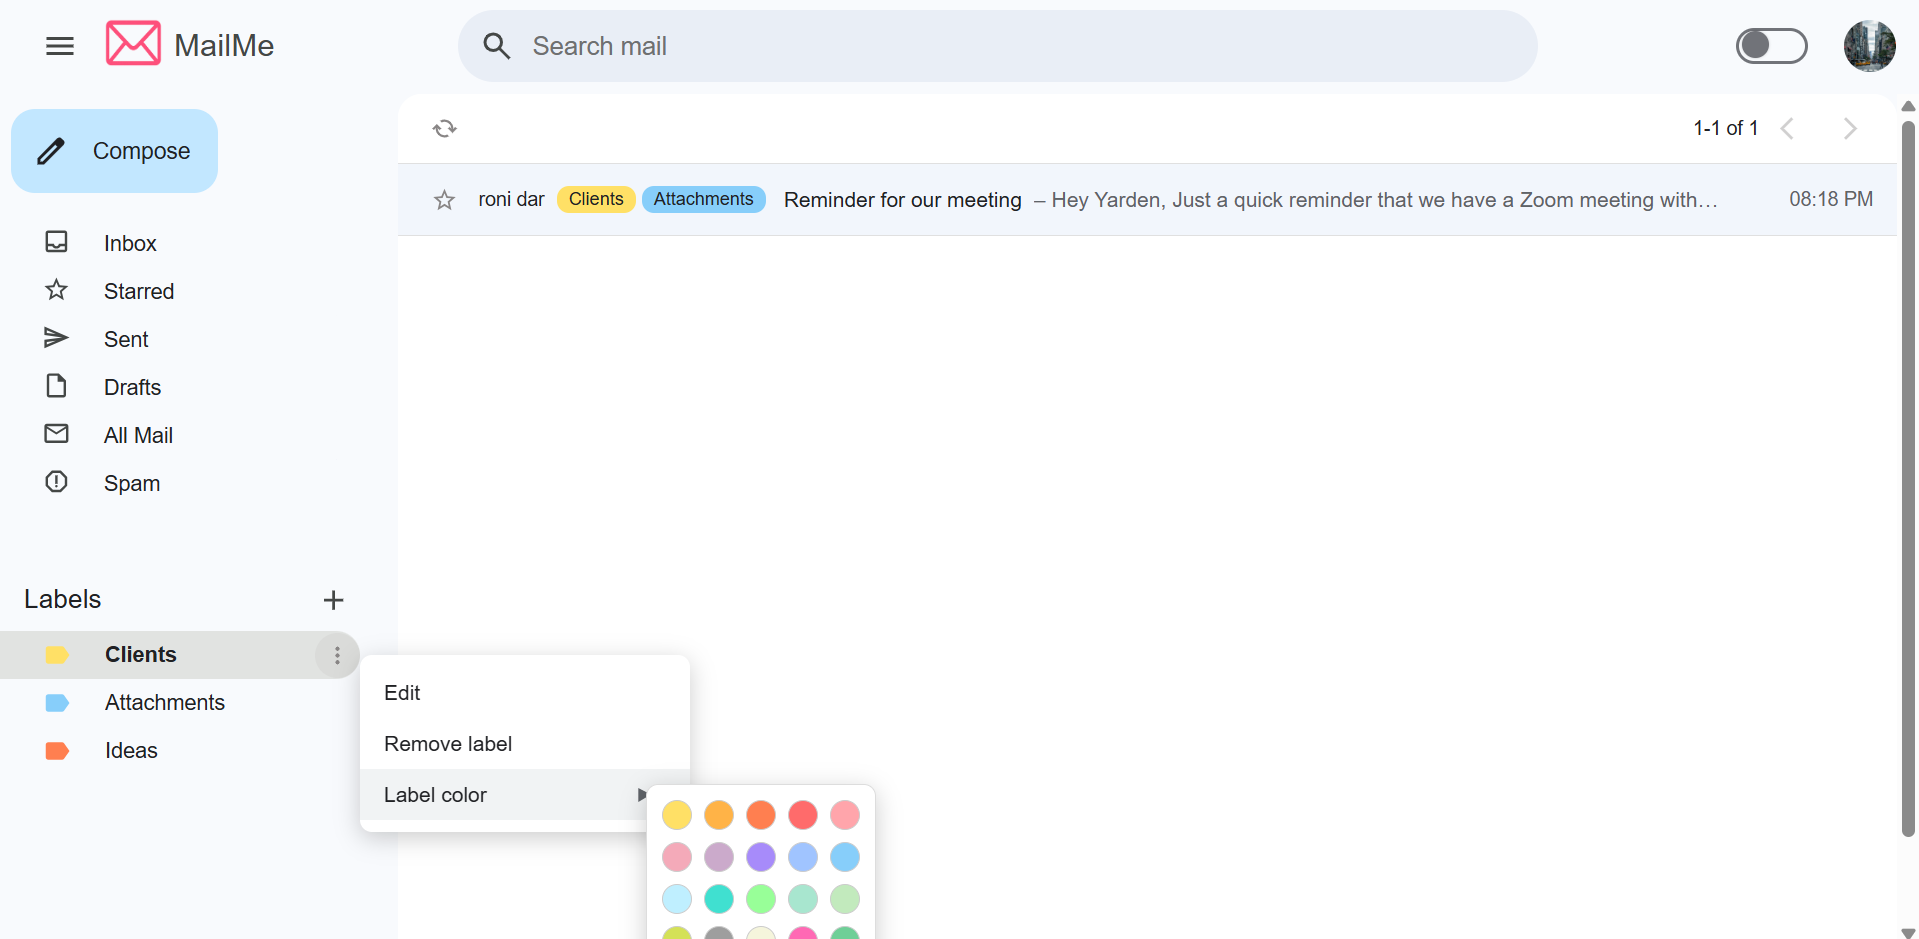 MailMe
Search mail
Compose
1-1 of 1
roni dar Clients Attachments Reminder for our meeting – Hey Yarden, Just a quick reminder that we have a Zoom meeting with… 08:18 PM
Inbox
Starred
Sent
Drafts
All Mail
Spam
Labels
Clients
Attachments
Ideas
Edit
Remove label
Label color